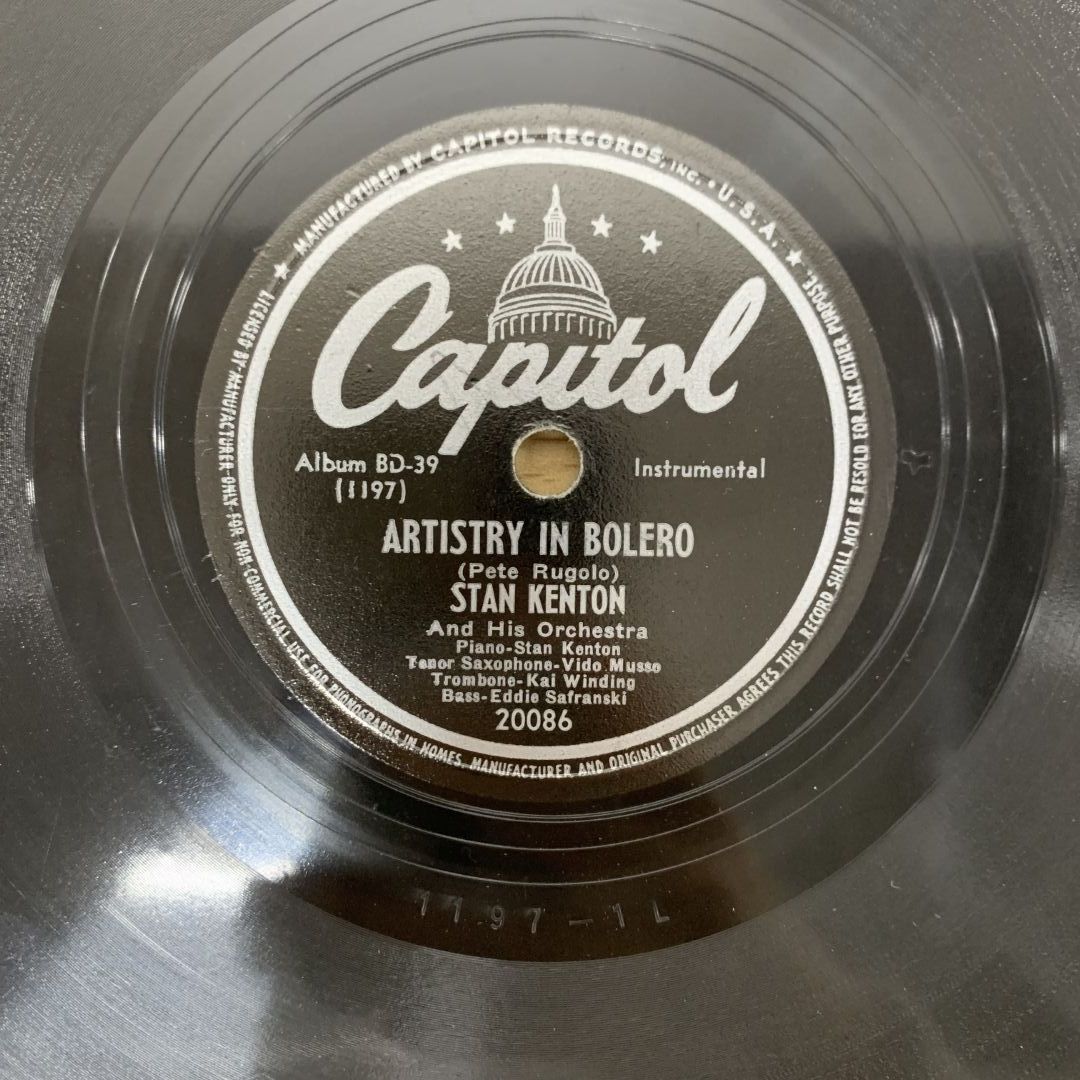 MANUFACTURED BY CAPITOL RECORDS, INC. • U.S.A.
Capitol
Album BD-39
(1197)
Instrumental
ARTISTRY IN BOLERO
(Pete Rugolo)
STAN KENTON
And His Orchestra
Piano-Stan Kenton
Tenor Saxophone-Vido Musso
Trombone-Kai Winding
Bass-Eddie Safranski
20086
LICENSED BY MANUFACTURER ONLY FOR NON-COMMERCIAL USE FOR PHONOGRAPHS IN HOMES. MANUFACTURER AND ORIGINAL PURCHASER AGREES THIS RECORD SHALL NOT BE RESOLD FOR ANY OTHER PURPOSE.
1197-1L